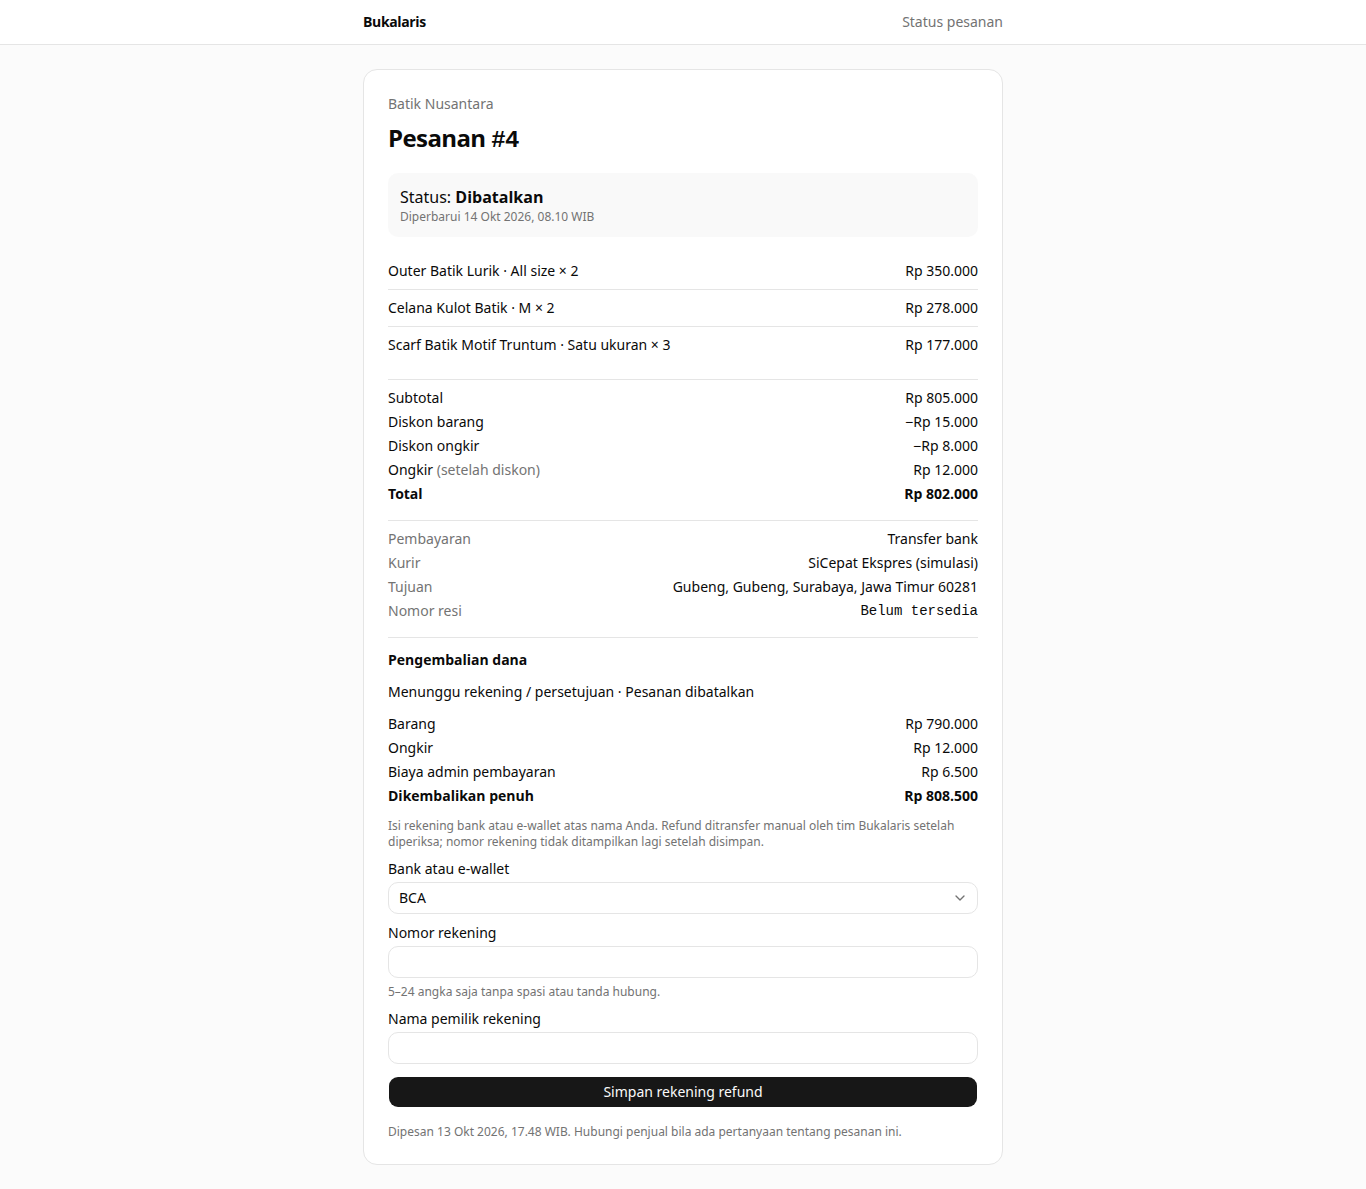 Bukalaris
Status pesanan
Batik Nusantara
Pesanan #4
Status: Dibatalkan
Diperbarui 14 Okt 2026, 08.10 WIB
Outer Batik Lurik · All size × 2 Rp 350.000
Celana Kulot Batik · M × 2 Rp 278.000
Scarf Batik Motif Truntum · Satu ukuran × 3 Rp 177.000
Subtotal Rp 805.000
Diskon barang −Rp 15.000
Diskon ongkir −Rp 8.000
Ongkir (setelah diskon) Rp 12.000
Total Rp 802.000
Pembayaran Transfer bank
Kurir SiCepat Ekspres (simulasi)
Tujuan Gubeng, Gubeng, Surabaya, Jawa Timur 60281
Nomor resi Belum tersedia
Pengembalian dana
Menunggu rekening / persetujuan · Pesanan dibatalkan
Barang Rp 790.000
Ongkir Rp 12.000
Biaya admin pembayaran Rp 6.500
Dikembalikan penuh Rp 808.500
Isi rekening bank atau e-wallet atas nama Anda. Refund ditransfer manual oleh tim Bukalaris setelah
diperiksa; nomor rekening tidak ditampilkan lagi setelah disimpan.
Bank atau e-wallet
BCA
Nomor rekening
5–24 angka saja tanpa spasi atau tanda hubung.
Nama pemilik rekening
Simpan rekening refund
Dipesan 13 Okt 2026, 17.48 WIB. Hubungi penjual bila ada pertanyaan tentang pesanan ini.